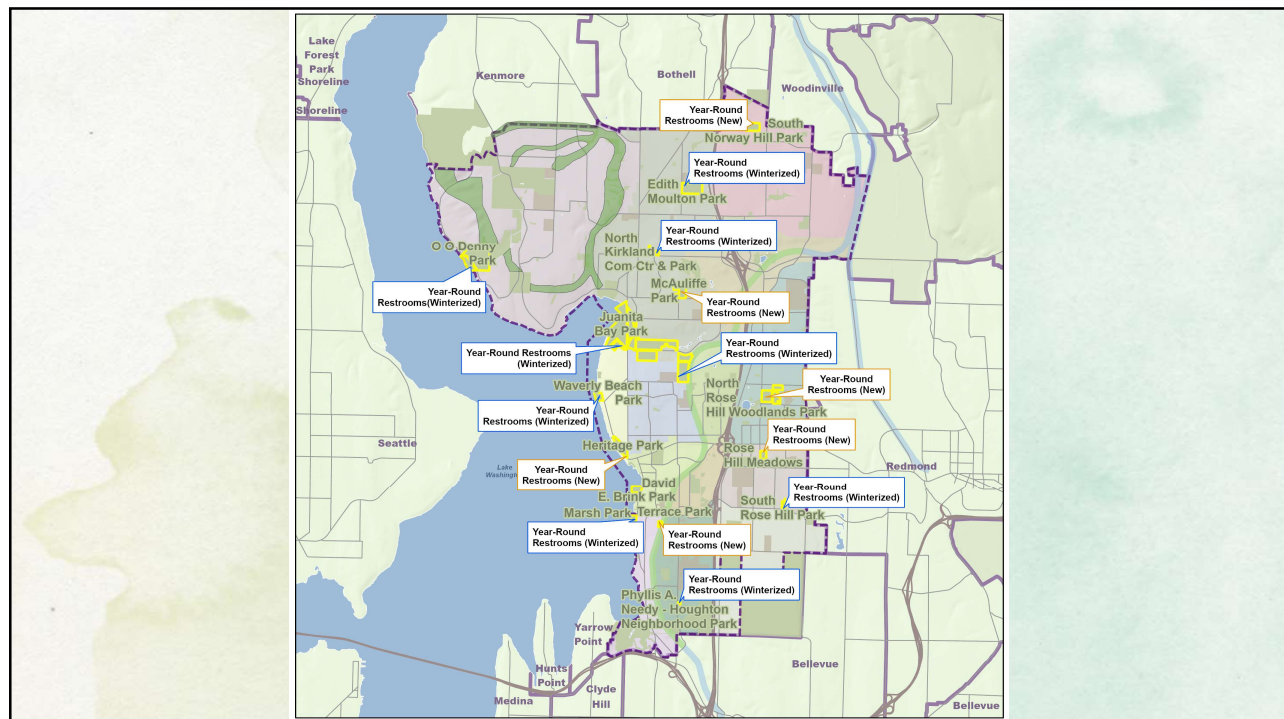 Lake
Forest
Park
Shoreline
Shoreline
Kenmore
Bothell
Woodinville
Year-Round
Restrooms (New)
South
Norway Hill Park
Year-Round
Restrooms (Winterized)
Edith
Moulton Park
North
Kirkland
Com Ctr & Park
Year-Round
Restrooms (Winterized)
O O Denny
Park
Year-Round
Restrooms(Winterized)
McAuliffe
Park
Year-Round
Restrooms (New)
Juanita
Bay Park
Year-Round Restrooms
(Winterized)
Year-Round
Restrooms (Winterized)
Waverly Beach
Park
Year-Round
Restrooms (Winterized)
North
Rose
Hill Woodlands Park
Year-Round
Restrooms (New)
Seattle
Lake
Washington
Heritage Park
Year-Round
Restrooms (New)
Rose
Hill Meadows
Year-Round
Restrooms (New)
Redmond
David
E. Brink Park
South
Rose Hill Park
Year-Round
Restrooms (Winterized)
Marsh Park
Year-Round
Restrooms (Winterized)
Terrace Park
Year-Round
Restrooms (New)
Year-Round
Restrooms (Winterized)
Phyllis A.
Needy - Houghton
Neighborhood Park
Yarrow
Point
Hunts
Point
Medina
Clyde
Hill
Bellevue
Bellevue